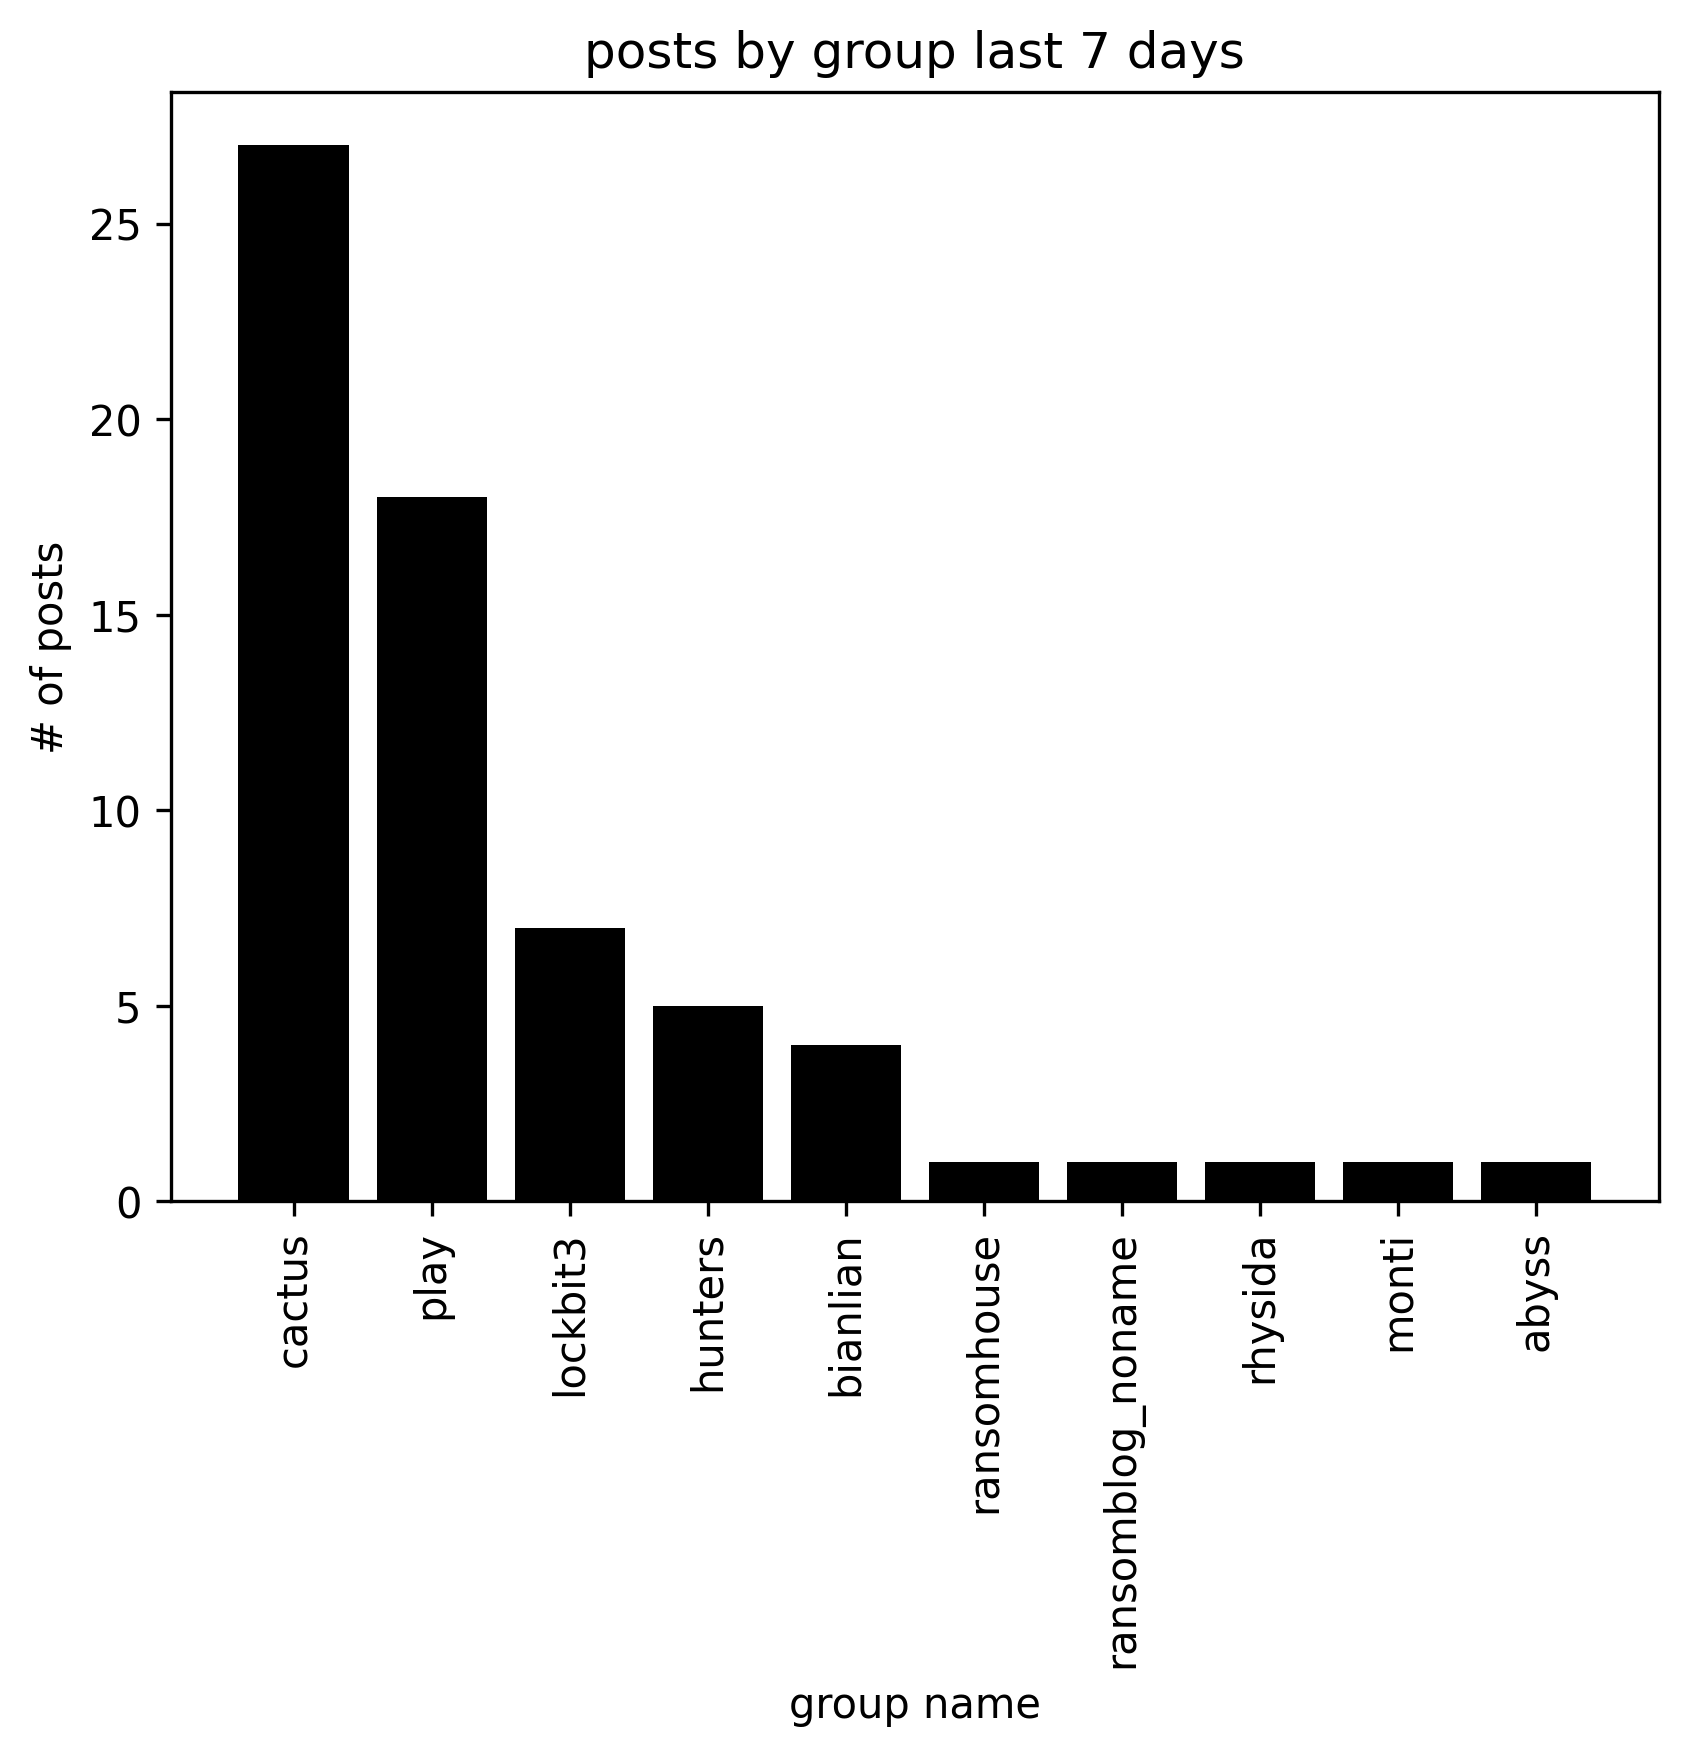 posts by group last 7 days
# of posts
25
20
15
10
5
0
cactus
play
lockbit3
hunters
bianlian
ransomhouse
ransomblog_noname
rhysida
monti
abyss
group name